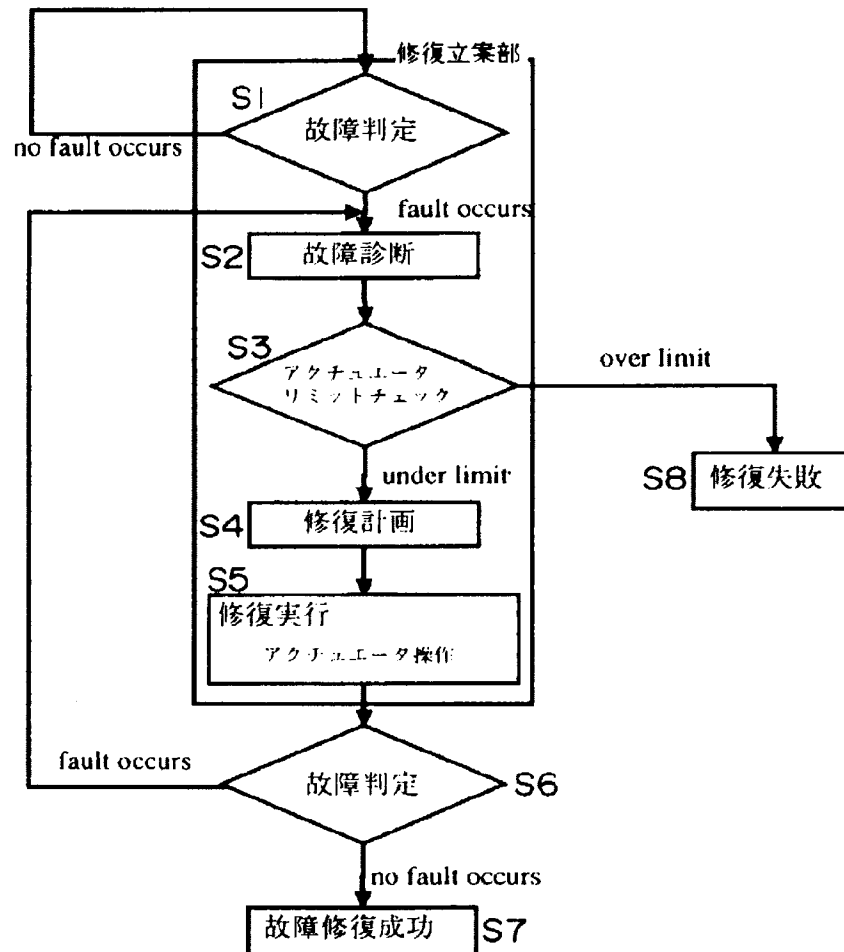 修復立案部
S1
故障判定
no fault occurs
fault occurs
S2
故障診断
S3
アクチュエータ
リミットチェック
over limit
under limit
S8
修復失敗
S4
修復計画
S5
修復実行
アクチュエータ操作
fault occurs
故障判定
S6
no fault occurs
故障修復成功
S7